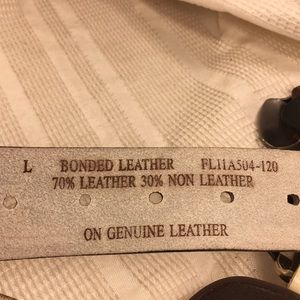 L BONDED LEATHER FL11A504-120
70% LEATHER 30% NON LEATHER
ON GENUINE LEATHER